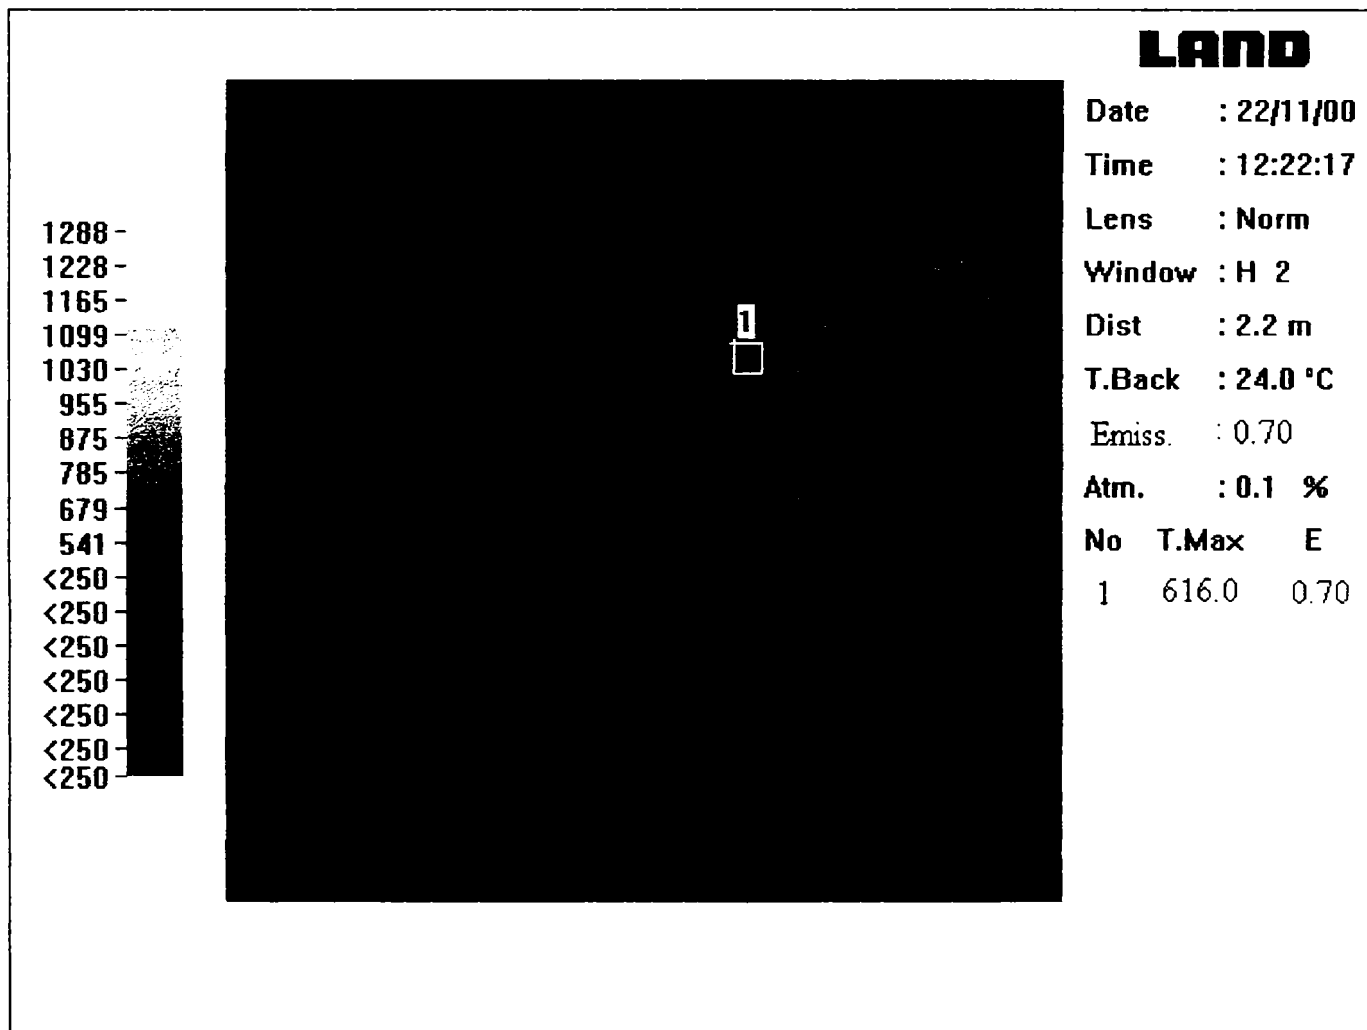 LAND
Date : 22/11/00
Time : 12:22:17
Lens : Norm
Window : H 2
Dist : 2.2 m
T.Back : 24.0 °C
Emiss. : 0.70
Atm. : 0.1 %
No T.Max E
1 616.0 0.70
1288
1228
1165
1099
1030
955
875
785
679
541
<250
<250
<250
<250
<250
<250
<250
1